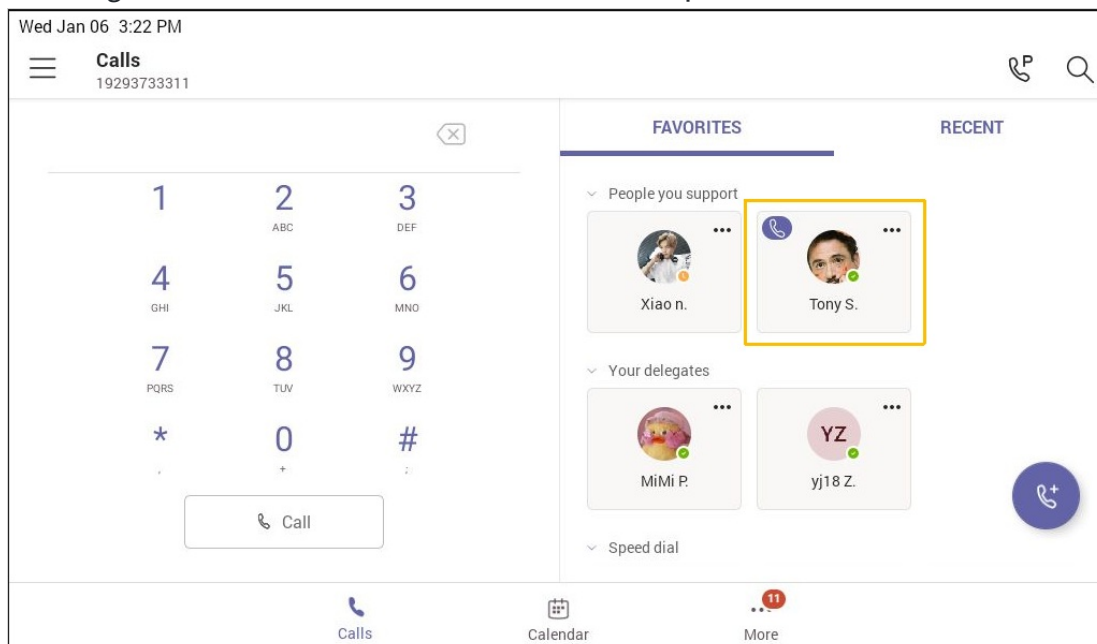 Wed Jan 06 3:22 PM
Calls
19293733311
P
FAVORITES
RECENT
1
2
ABC
3
DEF
4
GHI
5
JKL
6
MNO
7
PQRS
8
TUV
9
WXYZ
*
,
0
+
#
;
Call
People you support
Xiao n.
Tony S.
Your delegates
MiMi P.
YZ
yj18 Z.
Speed dial
Calls
Calendar
11
More